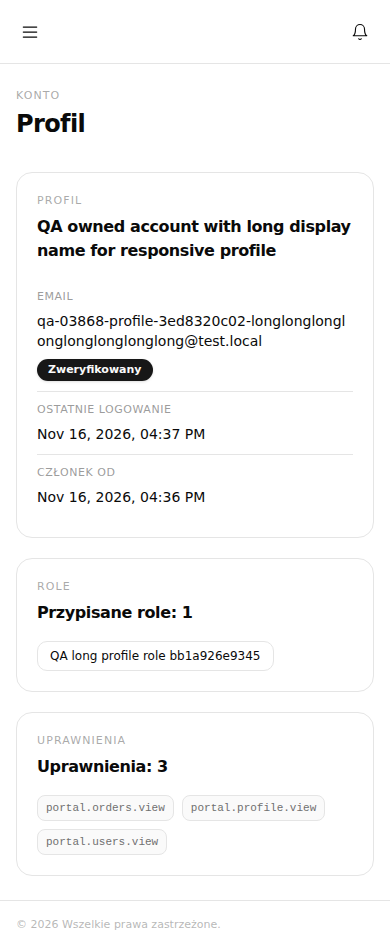 KONTO
Profil
PROFIL
QA owned account with long display
name for responsive profile
EMAIL
qa-03868-profile-3ed8320c02-longlonglongl
onglonglonglonglong@test.local
Zweryfikowany
OSTATNIE LOGOWANIE
Nov 16, 2026, 04:37 PM
CZŁONEK OD
Nov 16, 2026, 04:36 PM
ROLE
Przypisane role: 1
QA long profile role bb1a926e9345
UPRAWNIENIA
Uprawnienia: 3
portal.orders.view portal.profile.view
portal.users.view
© 2026 Wszelkie prawa zastrzeżone.